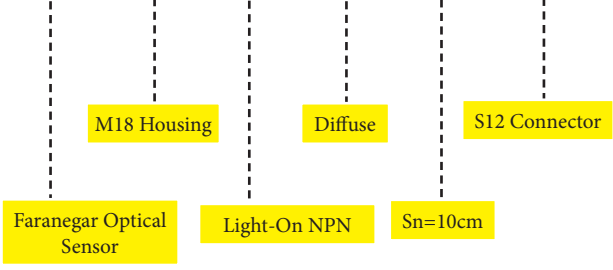 M18 Housing
Diffuse
S12 Connector
Faranegar Optical
Sensor
Light-On NPN
Sn=10cm